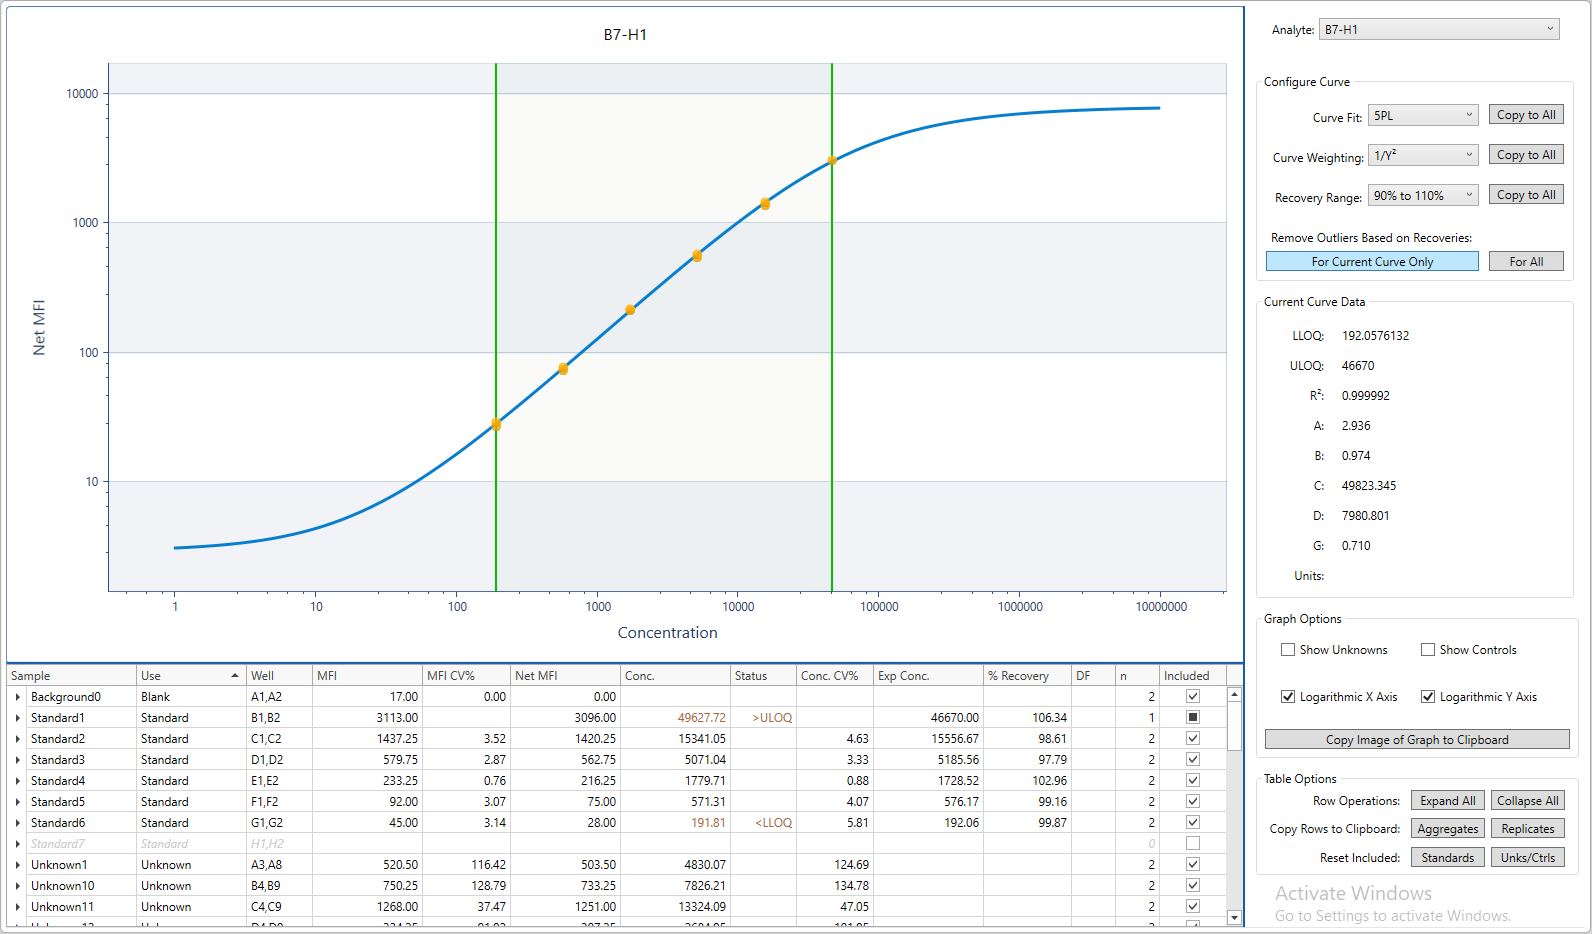 B7-H1
Analyte: B7-H1
Configure Curve
Curve Fit: 5PL Copy to All
Curve Weighting: 1/Y² Copy to All
Recovery Range: 90% to 110% Copy to All
Remove Outliers Based on Recoveries:
For Current Curve Only For All
Current Curve Data
LLOQ: 192.0576132
ULOQ: 46670
R²: 0.999992
A: 2.936
B: 0.974
C: 49823.345
D: 7980.801
G: 0.710
Units:
Graph Options
Show Unknowns Show Controls
Logarithmic X Axis Logarithmic Y Axis
Copy Image of Graph to Clipboard
Table Options
Row Operations: Expand All Collapse All
Copy Rows to Clipboard: Aggregates Replicates
Reset Included: Standards Unks/Ctrls
Activate Windows
Go to Settings to activate Windows.
Net MFI
10000
1000
100
10
1 10 100 1000 10000 100000 1000000 10000000
Concentration
Sample Use Well MFI MFI CV% Net MFI Conc. Status Conc. CV% Exp Conc. % Recovery DF n Included
Background0 Blank A1,A2 17.00 0.00 0.00 2
Standard1 Standard B1,B2 3113.00 3096.00 49627.72 >ULOQ 46670.00 106.34 1
Standard2 Standard C1,C2 1437.25 3.52 1420.25 15341.05 4.63 15556.67 98.61 2
Standard3 Standard D1,D2 579.75 2.87 562.75 5071.04 3.33 5185.56 97.79 2
Standard4 Standard E1,E2 233.25 0.76 216.25 1779.71 0.88 1728.52 102.96 2
Standard5 Standard F1,F2 92.00 3.07 75.00 571.31 4.07 576.17 99.16 2
Standard6 Standard G1,G2 45.00 3.14 28.00 191.81 <LLOQ 5.81 192.06 99.87 2
Standard7 Standard H1,H2 0
Unknown1 Unknown A3,A8 520.50 116.42 503.50 4830.07 124.69 2
Unknown10 Unknown B4,B9 750.25 128.79 733.25 7826.21 134.78 2
Unknown11 Unknown C4,C9 1268.00 37.47 1251.00 13324.09 47.05 2